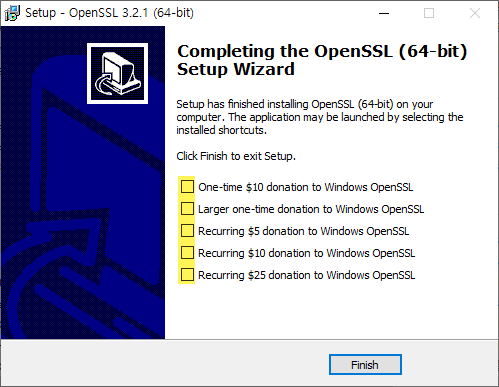 Setup - OpenSSL 3.2.1 (64-bit)
Completing the OpenSSL (64-bit)
Setup Wizard
Setup has finished installing OpenSSL (64-bit) on your
computer. The application may be launched by selecting the
installed shortcuts.
Click Finish to exit Setup.
One-time $10 donation to Windows OpenSSL
Larger one-time donation to Windows OpenSSL
Recurring $5 donation to Windows OpenSSL
Recurring $10 donation to Windows OpenSSL
Recurring $25 donation to Windows OpenSSL
Finish